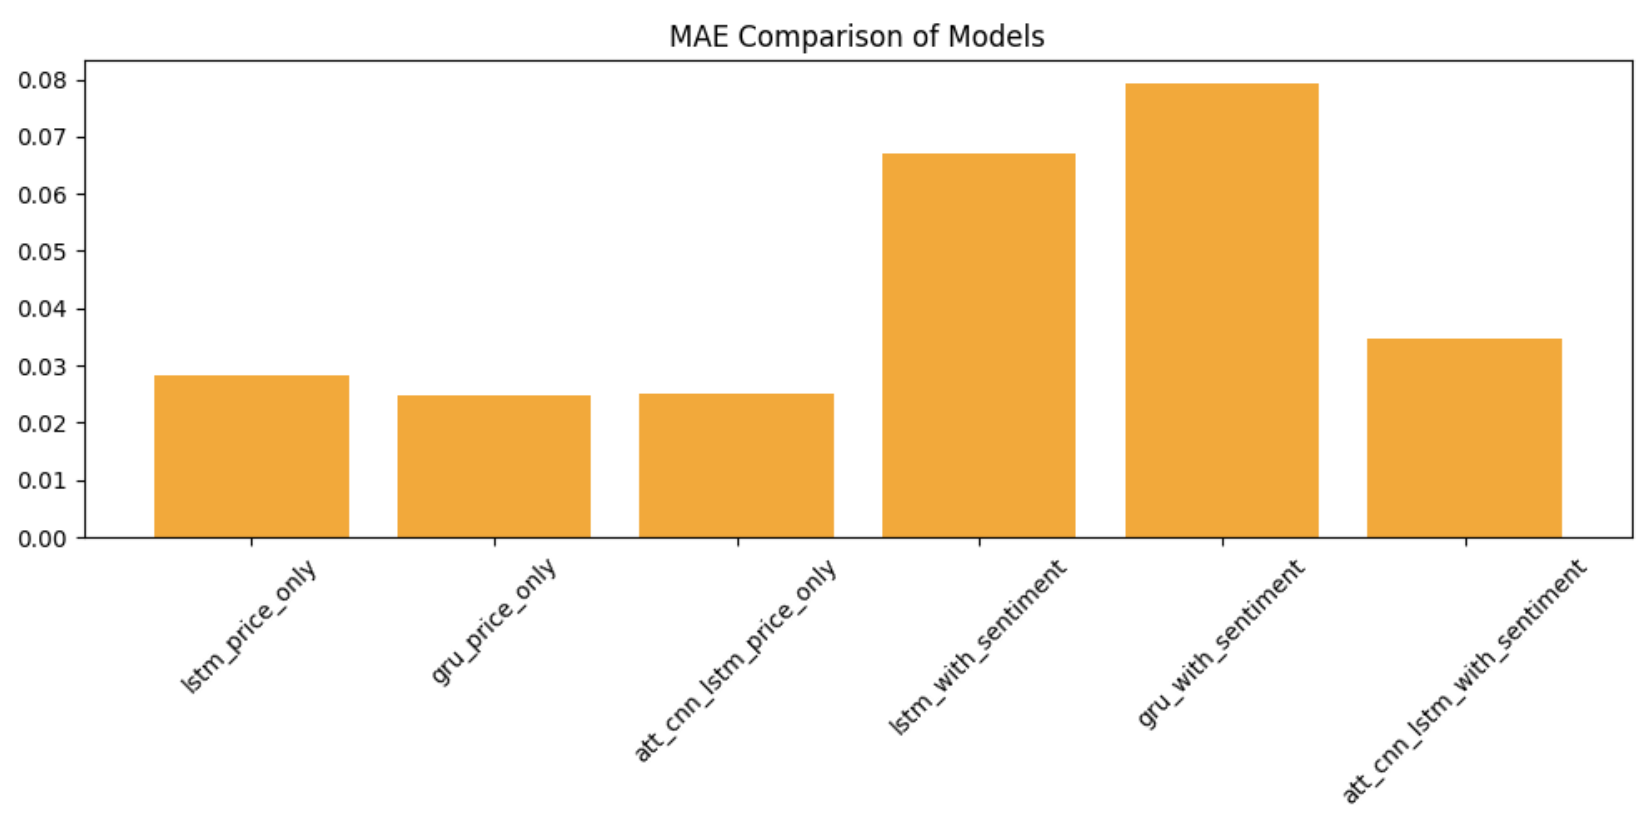 MAE Comparison of Models
0.08
0.07
0.06
0.05
0.04
0.03
0.02
0.01
0.00
lstm_price_only
gru_price_only
att_cnn_lstm_price_only
lstm_with_sentiment
gru_with_sentiment
att_cnn_lstm_with_sentiment